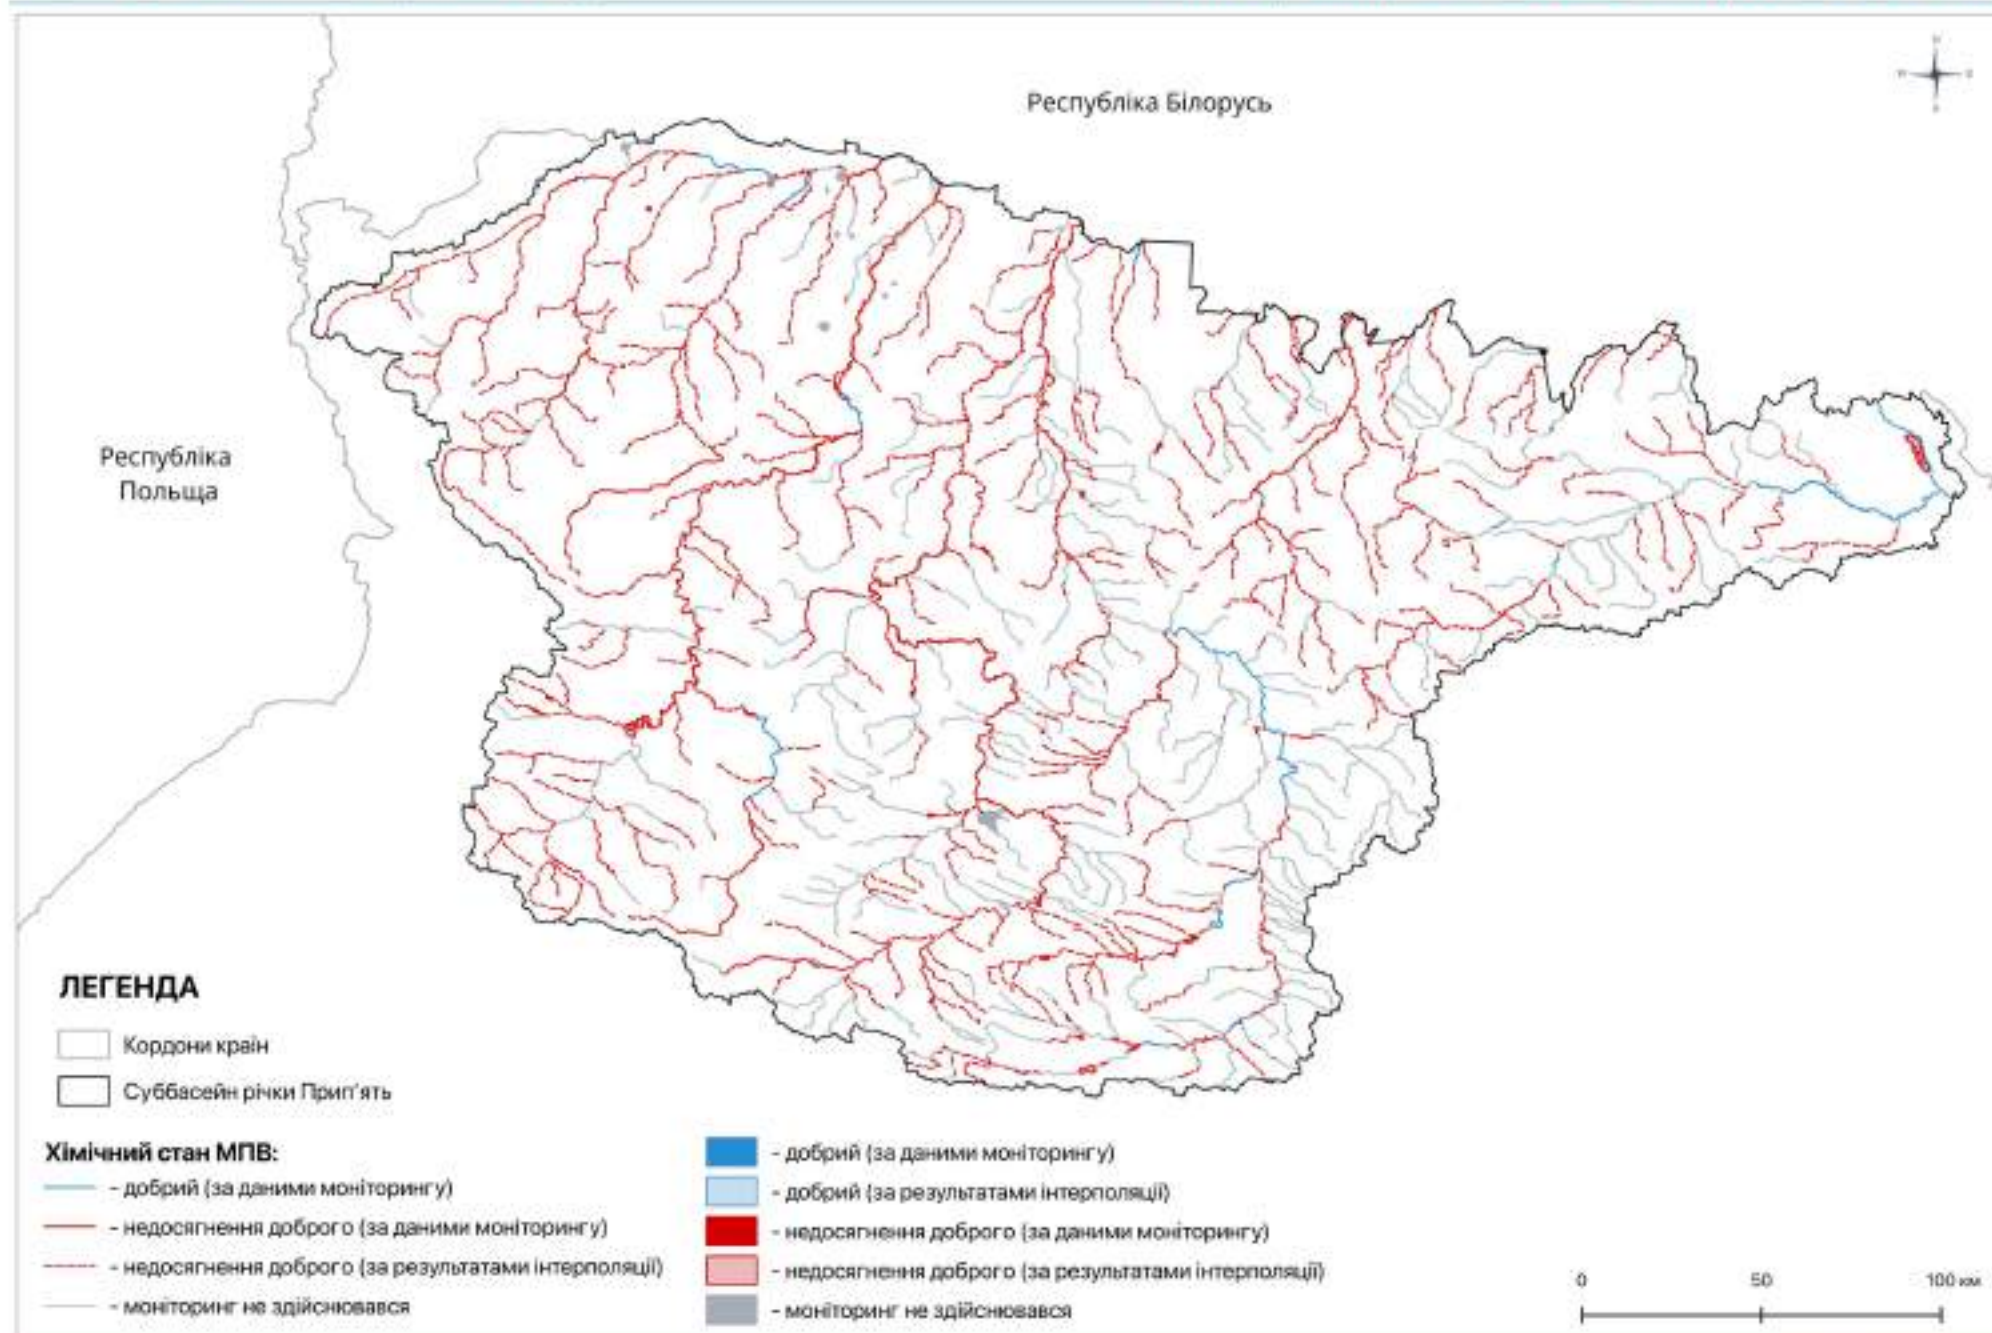 Республіка Білорусь
Республіка
Польща
ЛЕГЕНДА
Кордони країн
Суббасейн річки Прип'ять
Хімічний стан МПВ:
- добрий (за даними моніторингу)
- недосягнення доброго (за даними моніторингу)
- недосягнення доброго (за результатами інтерполяції)
- моніторинг не здійснювався
- добрий (за даними моніторингу)
- добрий (за результатами інтерполяції)
- недосягнення доброго (за даними моніторингу)
- недосягнення доброго (за результатами інтерполяції)
- моніторинг не здійснювався
0 50 100 км